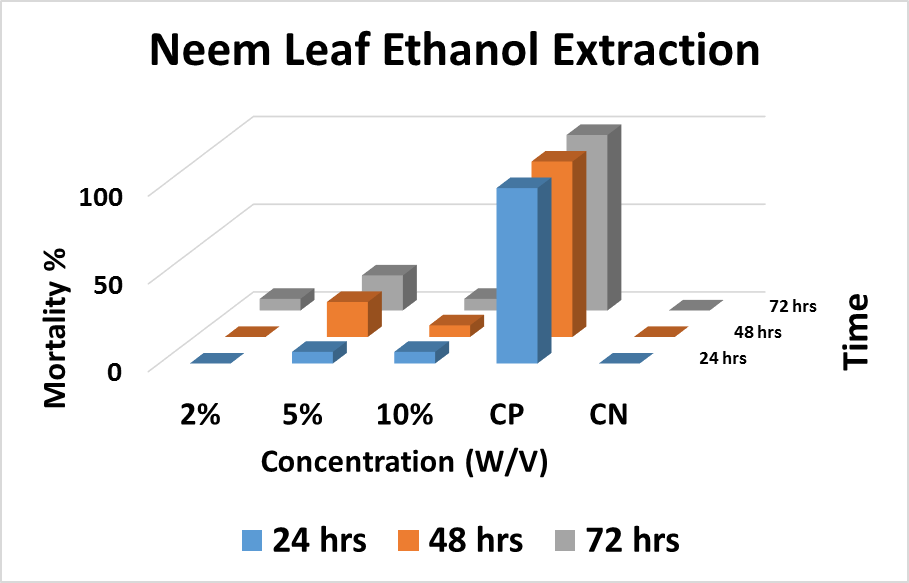 Neem Leaf Ethanol Extraction
100
50
0
Mortality %
2% 5% 10% CP CN
Concentration (W/V)
72 hrs
48 hrs
24 hrs
Time
24 hrs 48 hrs 72 hrs